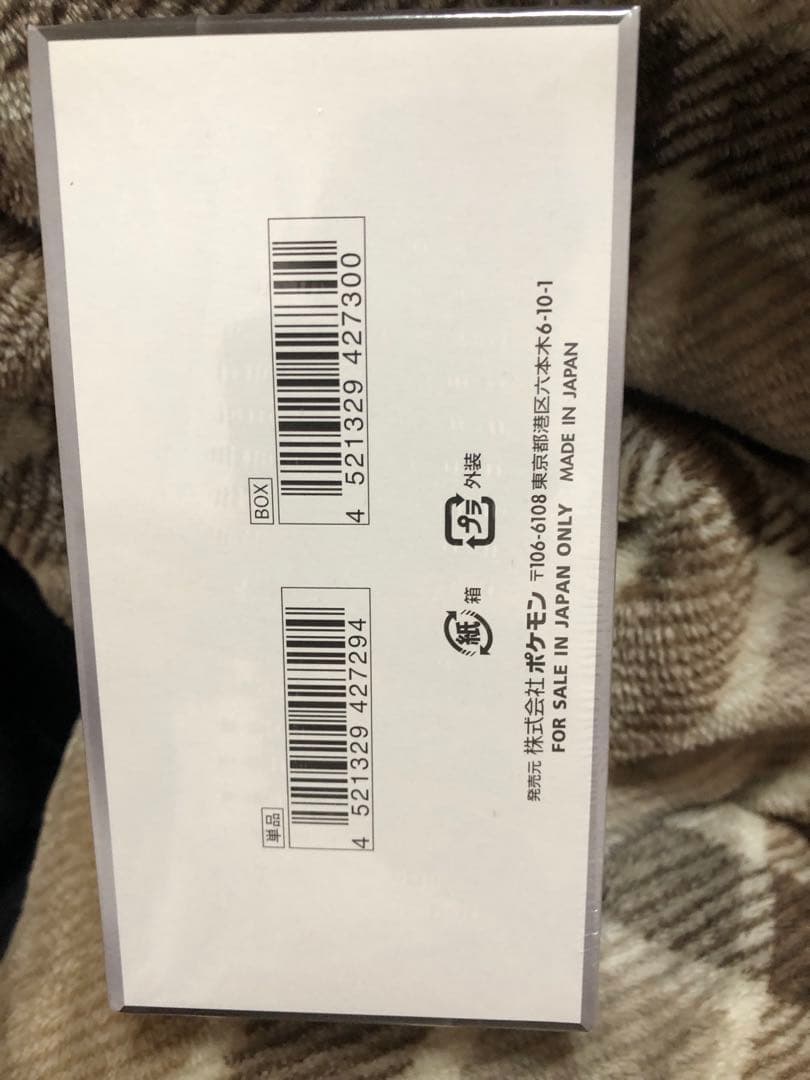 単品
4 521329 427294
BOX
4 521329 427300
紙 箱
プラ 外装
発売元 株式会社ポケモン 〒106-6108 東京都港区六本木6-10-1
FOR SALE IN JAPAN ONLY MADE IN JAPAN